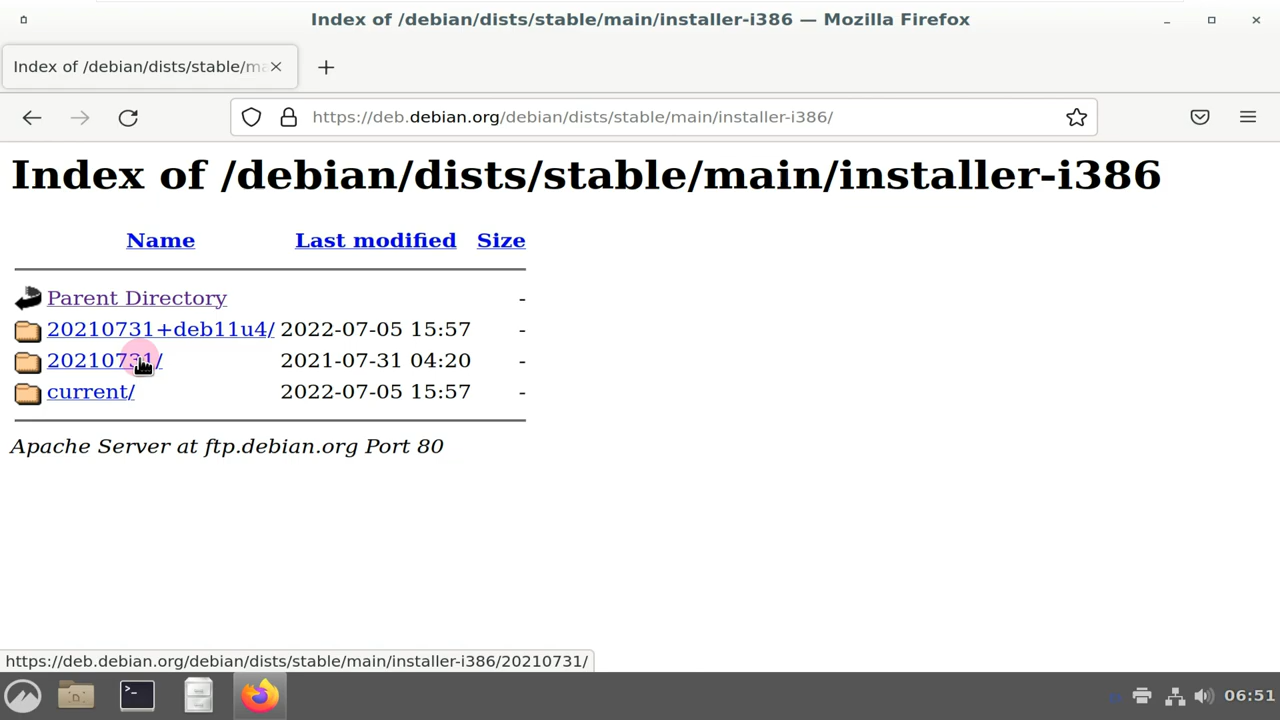 Index of /debian/dists/stable/main/installer-i386 — Mozilla Firefox
Index of /debian/dists/stable/ma
https://deb.debian.org/debian/dists/stable/main/installer-i386/
Index of /debian/dists/stable/main/installer-i386
Name Last modified Size
Parent Directory -
20210731+deb11u4/ 2022-07-05 15:57 -
20210731/ 2021-07-31 04:20 -
current/ 2022-07-05 15:57 -
Apache Server at ftp.debian.org Port 80
https://deb.debian.org/debian/dists/stable/main/installer-i386/20210731/
06:51